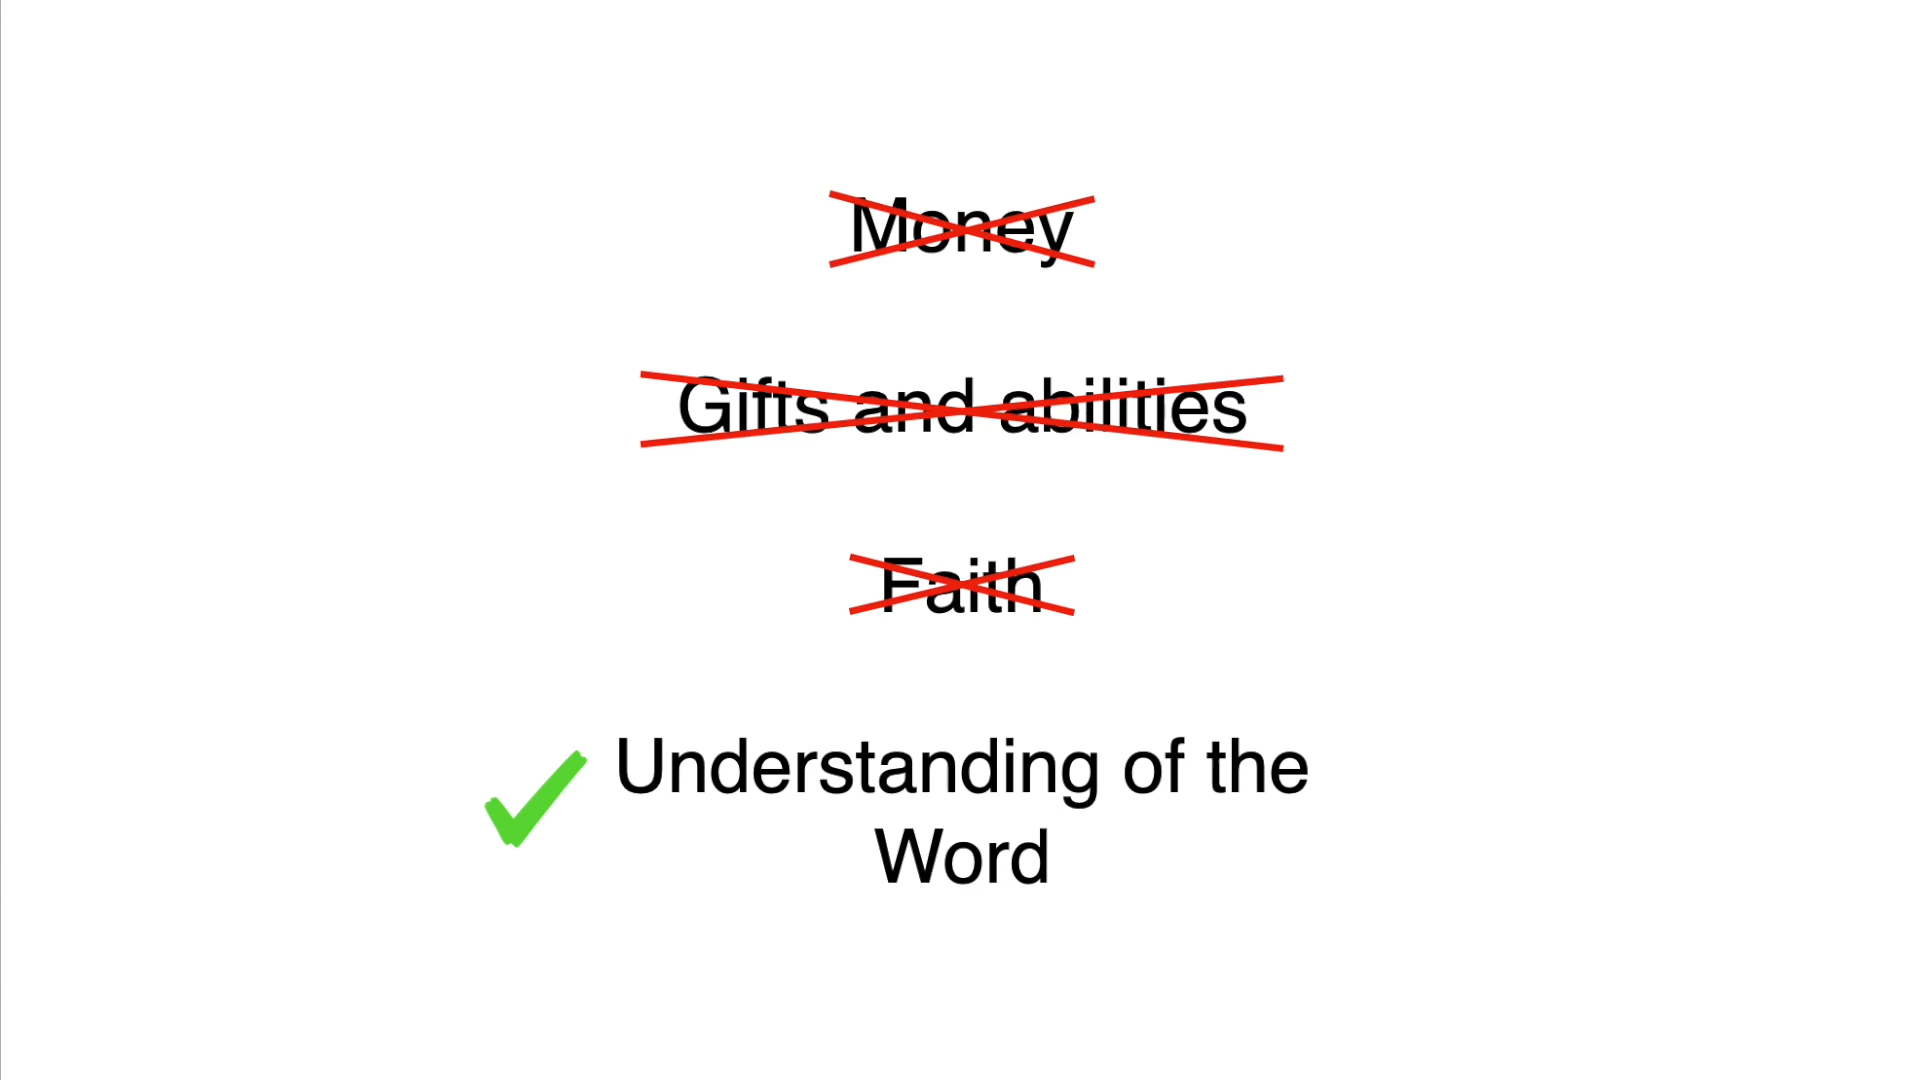 Money
Gifts and abilities
Faith
Understanding of the
Word